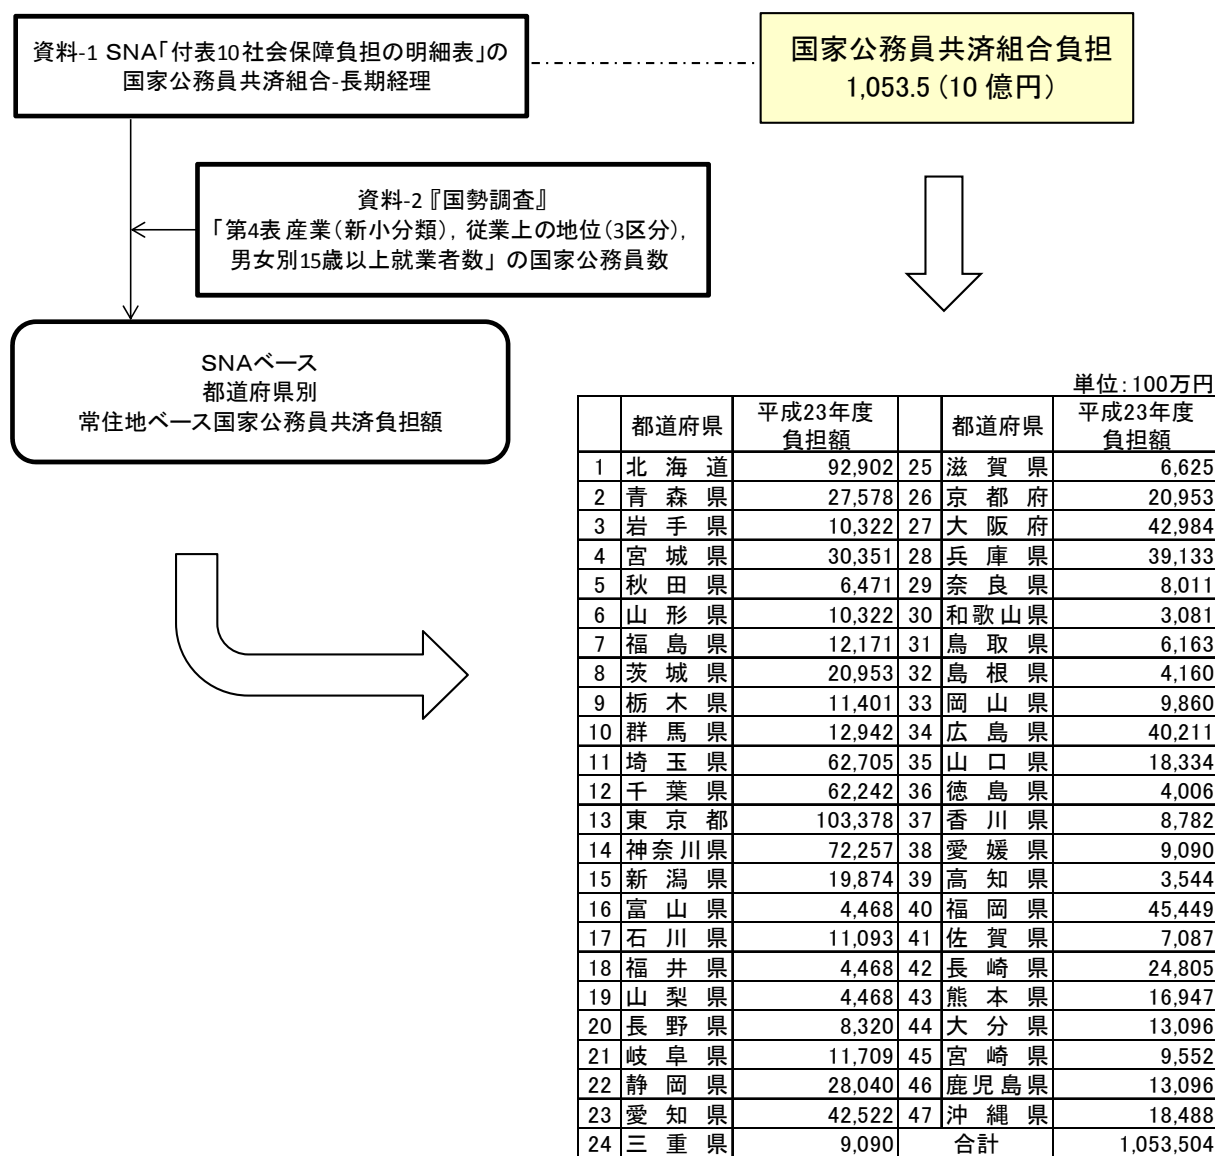 資料-1 SNA「付表10社会保障負担の明細表」の
国家公務員共済組合-長期経理
国家公務員共済組合負担
1,053.5 (10 億円)
資料-2『国勢調査』
「第4表 産業(新小分類), 従業上の地位(3区分),
男女別15歳以上就業者数」の国家公務員数
SNAベース
都道府県別
常住地ベース国家公務員共済負担額
単位:100万円
都道府県 平成23年度 負担額 都道府県 平成23年度 負担額
1 北海道 92,902 25 滋賀県 6,625
2 青森県 27,578 26 京都府 20,953
3 岩手県 10,322 27 大阪府 42,984
4 宮城県 30,351 28 兵庫県 39,133
5 秋田県 6,471 29 奈良県 8,011
6 山形県 10,322 30 和歌山県 3,081
7 福島県 12,171 31 鳥取県 6,163
8 茨城県 20,953 32 島根県 4,160
9 栃木県 11,401 33 岡山県 9,860
10 群馬県 12,942 34 広島県 40,211
11 埼玉県 62,705 35 山口県 18,334
12 千葉県 62,242 36 徳島県 4,006
13 東京都 103,378 37 香川県 8,782
14 神奈川県 72,257 38 愛媛県 9,090
15 新潟県 19,874 39 高知県 3,544
16 富山県 4,468 40 福岡県 45,449
17 石川県 11,093 41 佐賀県 7,087
18 福井県 4,468 42 長崎県 24,805
19 山梨県 4,468 43 熊本県 16,947
20 長野県 8,320 44 大分県 13,096
21 岐阜県 11,709 45 宮崎県 9,552
22 静岡県 28,040 46 鹿児島県 13,096
23 愛知県 42,522 47 沖縄県 18,488
24 三重県 9,090 合計 1,053,504